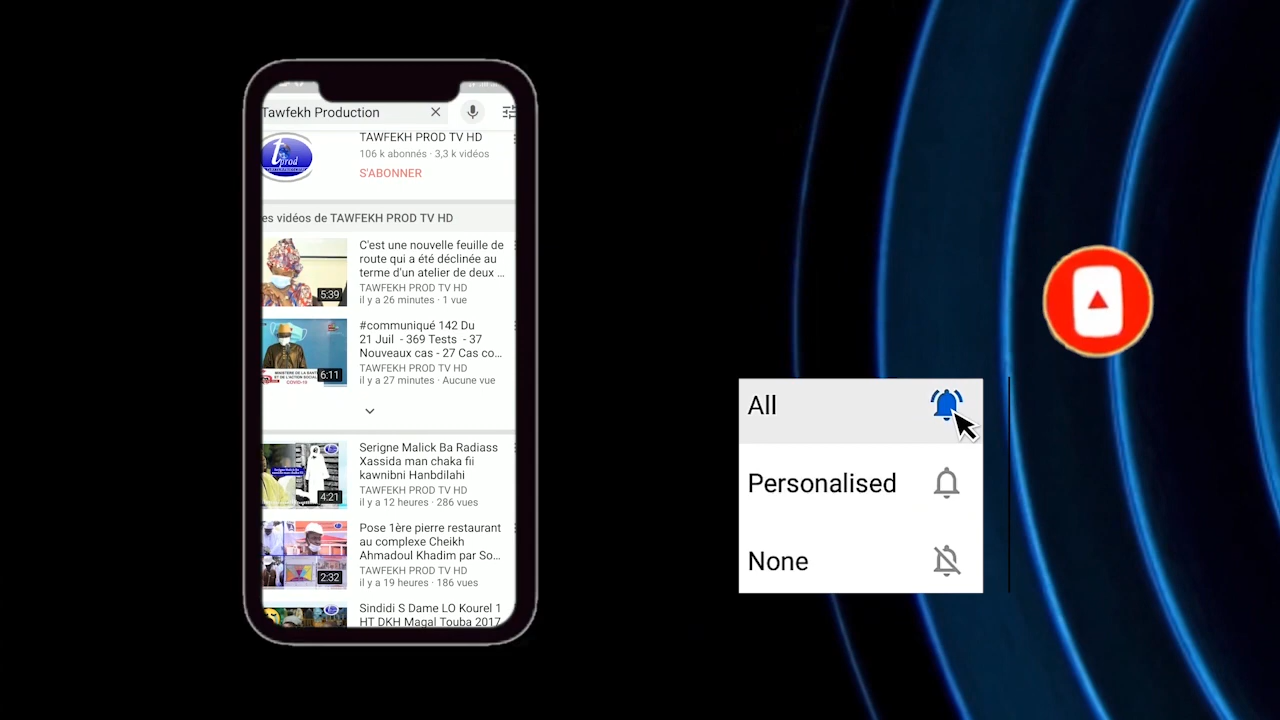 Tawfekh Production
TAWFEKH PROD TV HD
106 k abonnés · 3,3 k vidéos
S'ABONNER
tprod
es vidéos de TAWFEKH PROD TV HD
C'est une nouvelle feuille de
route qui a été déclinée au
terme d'un atelier de deux ...
TAWFEKH PROD TV HD
il y a 26 minutes · 1 vue
5:39
#communiqué 142 Du
21 Juil - 369 Tests - 37
Nouveaux cas - 27 Cas co...
TAWFEKH PROD TV HD
il y a 27 minutes · Aucune vue
6:11
Serigne Malick Ba Radiass
Xassida man chaka fii
kawnibni Hanbdilahi
TAWFEKH PROD TV HD
il y a 12 heures · 286 vues
4:21
Pose 1ère pierre restaurant
au complexe Cheikh
Ahmadoul Khadim par So...
TAWFEKH PROD TV HD
il y a 19 heures · 186 vues
2:32
Sindidi S Dame LO Kourel 1
HT DKH Magal Touba 2017
All
Personalised
None